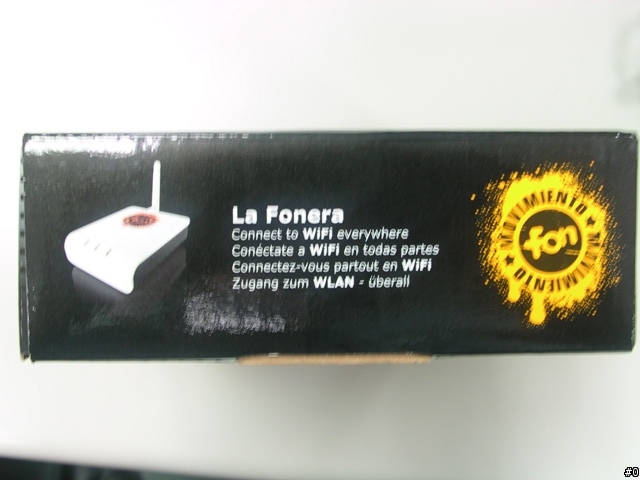 La Fonera
Connect to WiFi everywhere
Conéctate a WiFi en todas partes
Connectez-vous partout en WiFi
Zugang zum WLAN - überall
MOVIMIENTO ★ MOVIMIENTO ★ MOVIMIENTO
fon
#0